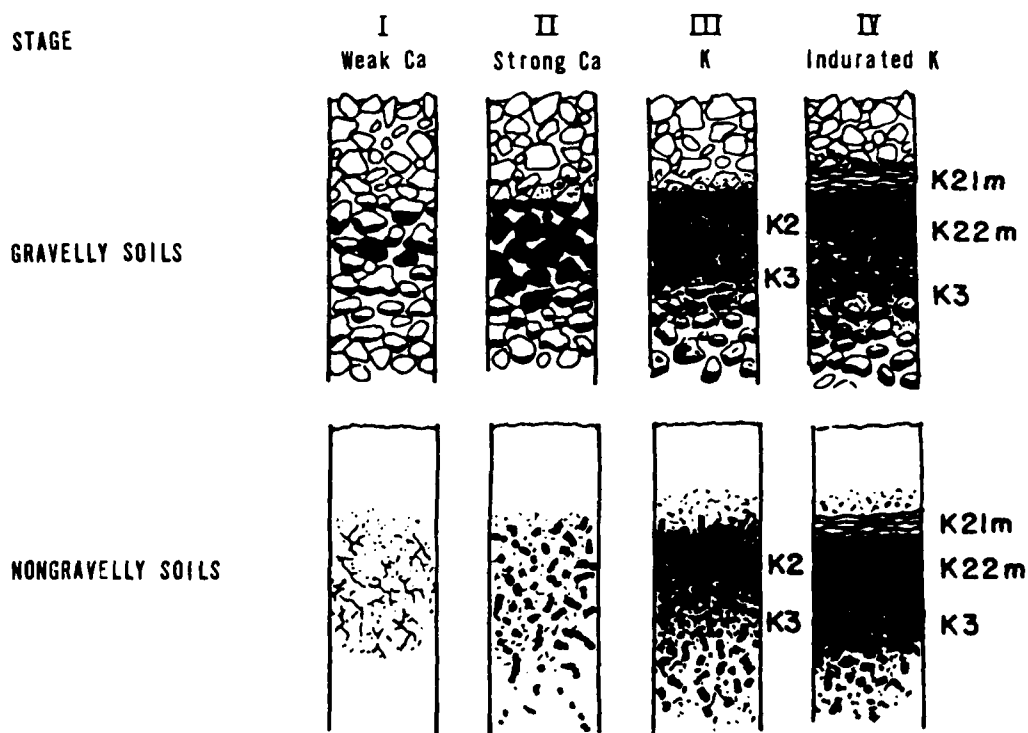 STAGE
I II III IV
Weak Ca Strong Ca K Indurated K
GRAVELLY SOILS
K2
K3
K21m
K22m
K3
NONGRAVELLY SOILS
K2
K3
K21m
K22m
K3